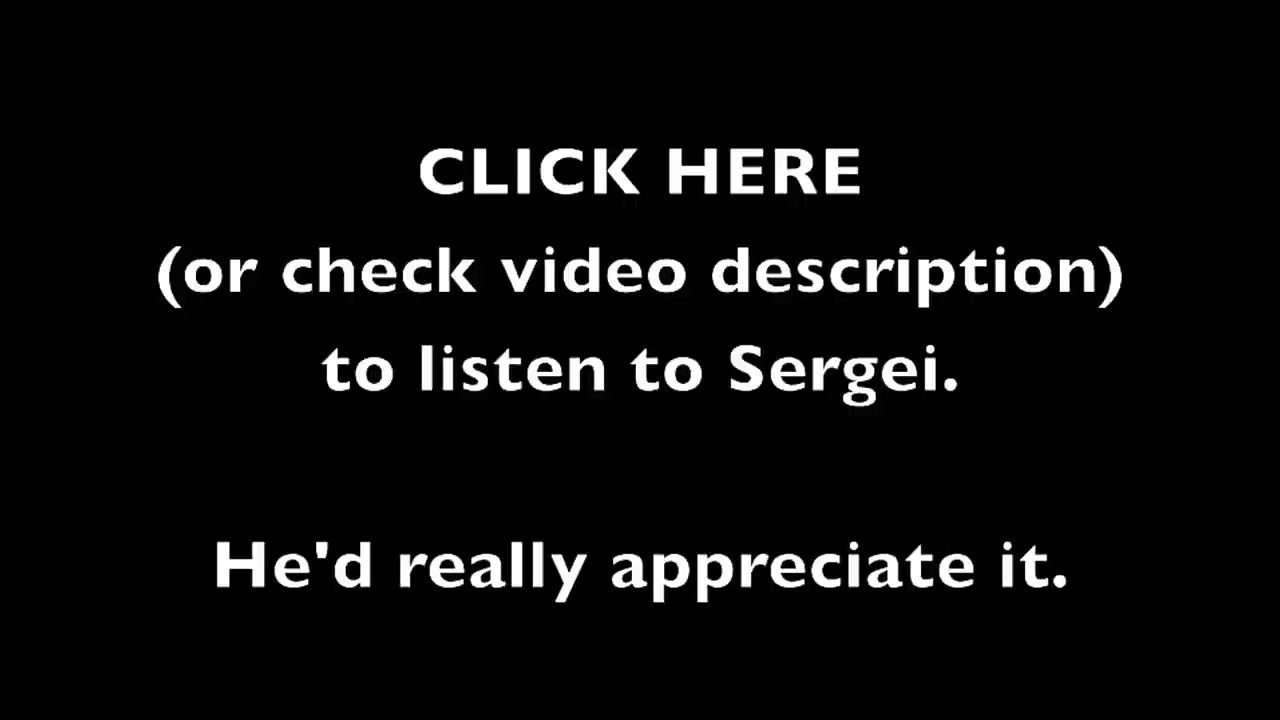 CLICK HERE
(or check video description)
to listen to Sergei.
He'd really appreciate it.